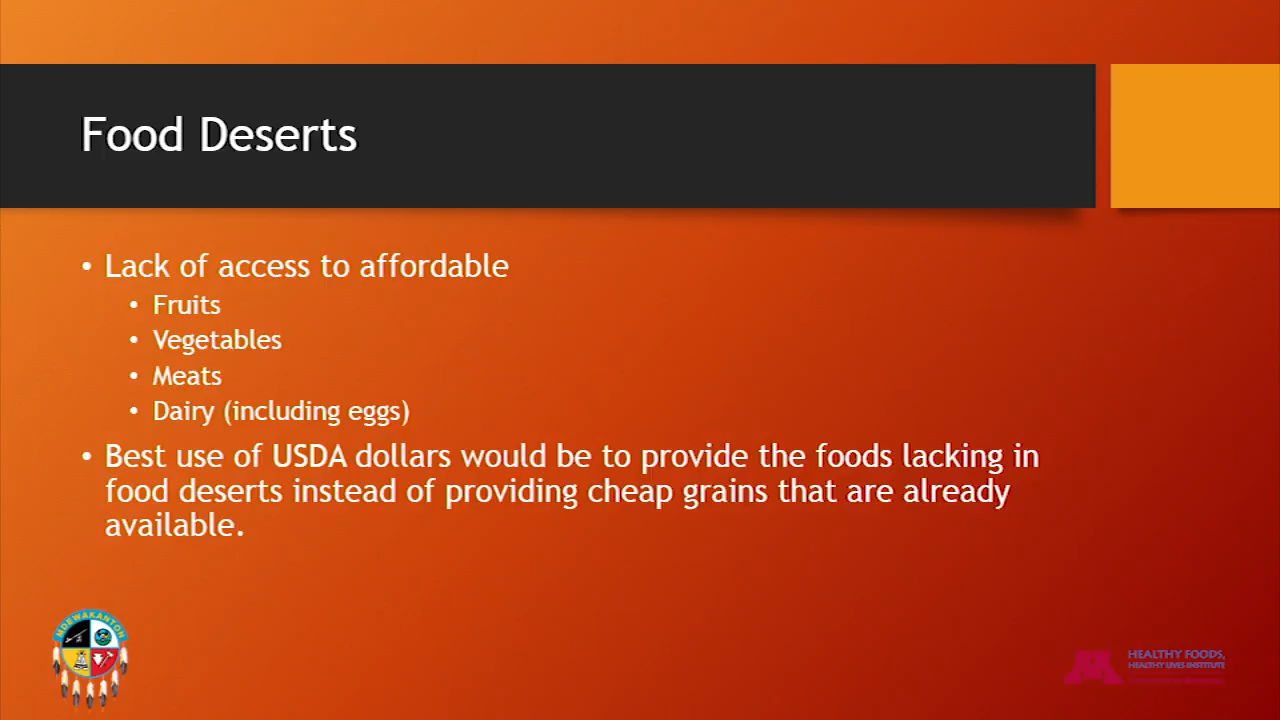 Food Deserts
• Lack of access to affordable
• Fruits
• Vegetables
• Meats
• Dairy (including eggs)
• Best use of USDA dollars would be to provide the foods lacking in
food deserts instead of providing cheap grains that are already
available.
MDEWAKANTON
HEALTHY FOODS,
HEALTHY LIVES INSTITUTE